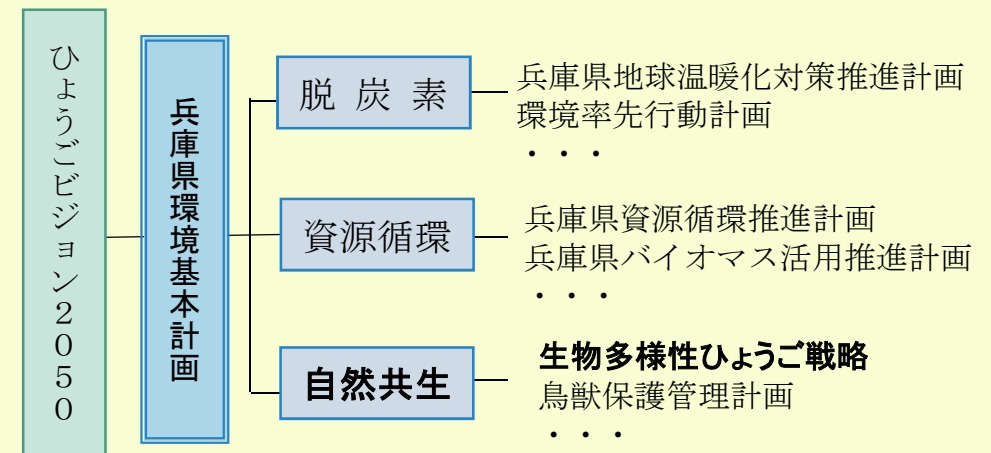 ひょうごビジョン2050
兵庫県環境基本計画
脱炭素
兵庫県地球温暖化対策推進計画
環境率先行動計画
・・・
資源循環
兵庫県資源循環推進計画
兵庫県バイオマス活用推進計画
・・・
自然共生
生物多様性ひょうご戦略
鳥獣保護管理計画
・・・